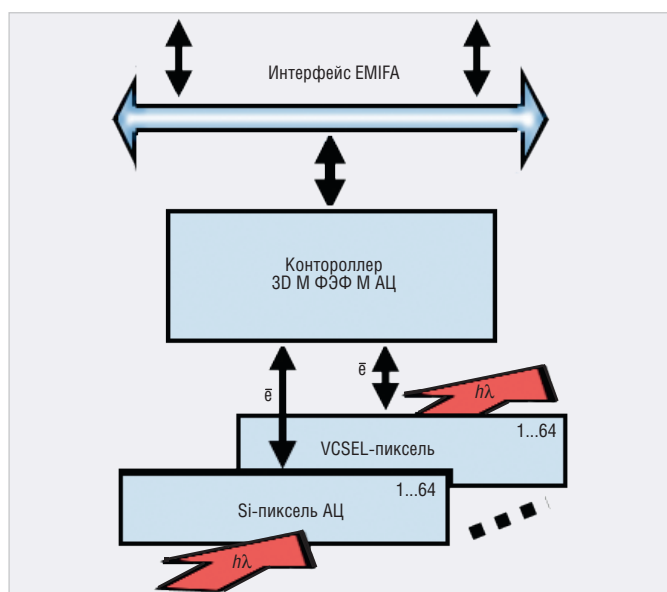 Интерфейс EMIFA
Контороллер
3D М ФЭФ М АЦ
ē
ē
hλ
1...64
VCSEL-пиксель
1...64
Si-пиксель АЦ
hλ